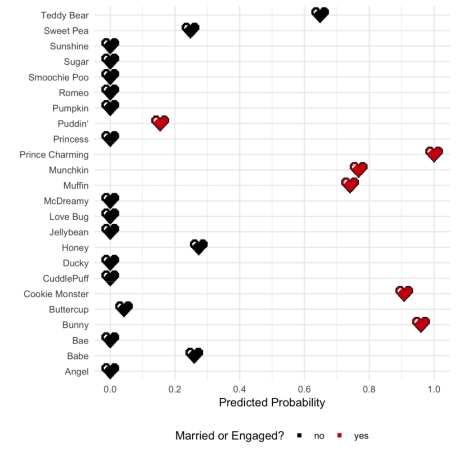 Teddy Bear
Sweet Pea
Sunshine
Sugar
Smoochie Poo
Romeo
Pumpkin
Puddin'
Princess
Prince Charming
Munchkin
Muffin
McDreamy
Love Bug
Jellybean
Honey
Ducky
CuddlePuff
Cookie Monster
Buttercup
Bunny
Bae
Babe
Angel
0.0 0.2 0.4 0.6 0.8 1.0
Predicted Probability
Married or Engaged? no yes